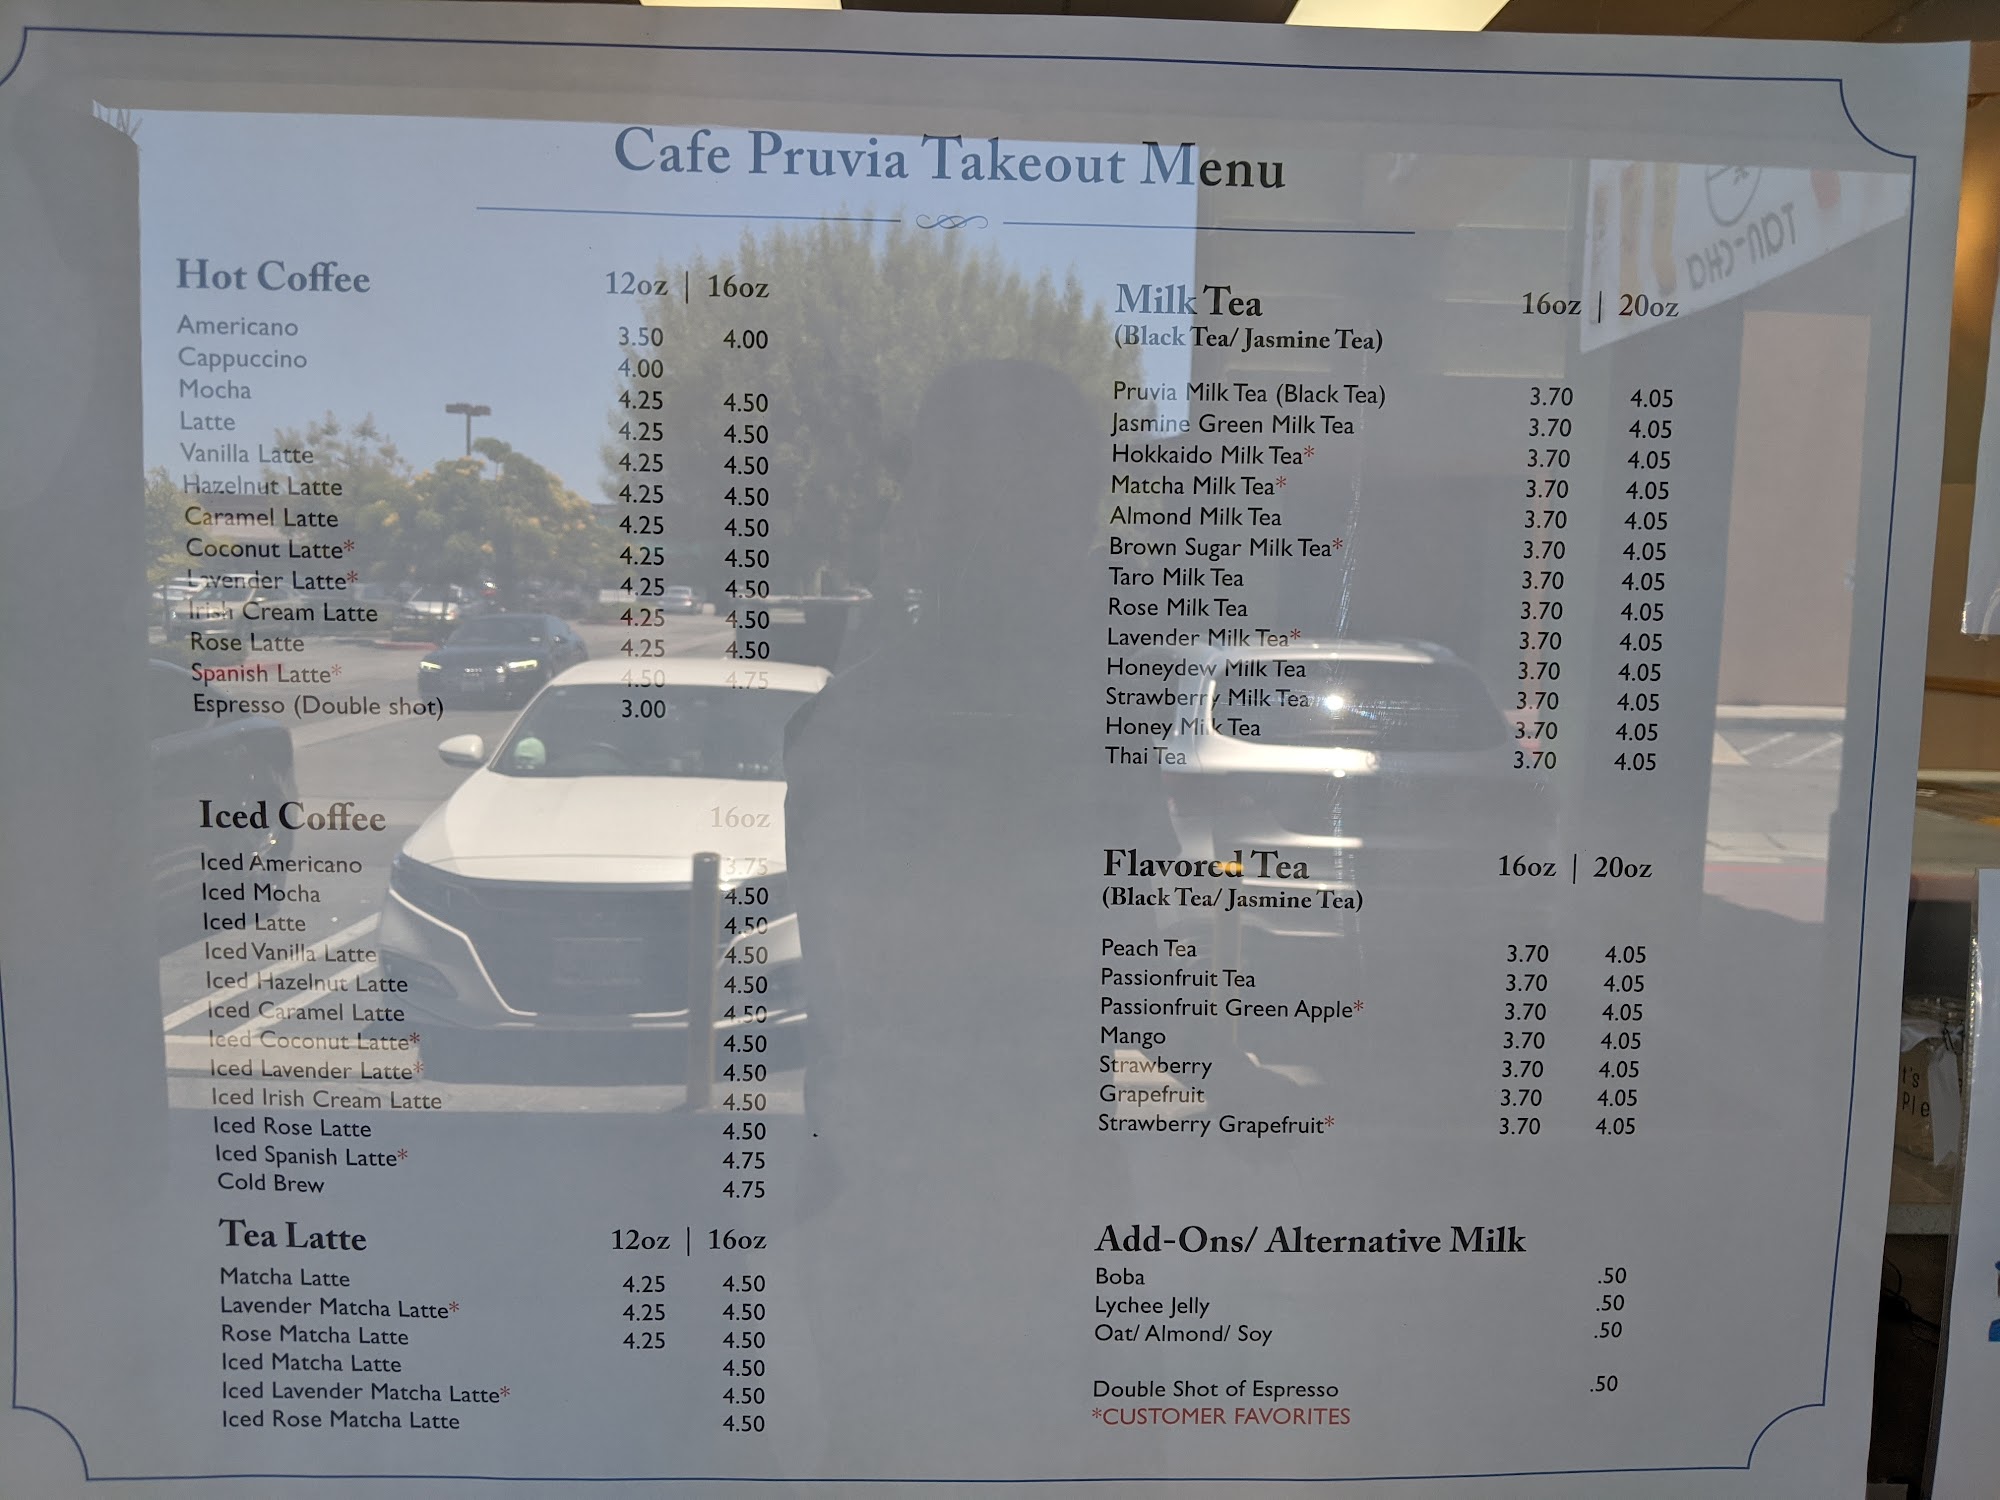 Cafe Pruvia Takeout Menu
Hot Coffee 12oz | 16oz
Americano 3.50 4.00
Cappuccino 4.00
Mocha 4.25 4.50
Latte 4.25 4.50
Vanilla Latte 4.25 4.50
Hazelnut Latte 4.25 4.50
Caramel Latte 4.25 4.50
Coconut Latte* 4.25 4.50
Lavender Latte* 4.25 4.50
Irish Cream Latte 4.25 4.50
Rose Latte 4.25 4.50
Spanish Latte* 4.50 4.75
Espresso (Double shot) 3.00
Iced Coffee 16oz
Iced Americano 3.75
Iced Mocha 4.50
Iced Latte 4.50
Iced Vanilla Latte 4.50
Iced Hazelnut Latte 4.50
Iced Caramel Latte 4.50
Iced Coconut Latte* 4.50
Iced Lavender Latte* 4.50
Iced Irish Cream Latte 4.50
Iced Rose Latte 4.50
Iced Spanish Latte* 4.75
Cold Brew 4.75
Tea Latte 12oz | 16oz
Matcha Latte 4.25 4.50
Lavender Matcha Latte* 4.25 4.50
Rose Matcha Latte 4.25 4.50
Iced Matcha Latte 4.50
Iced Lavender Matcha Latte* 4.50
Iced Rose Matcha Latte 4.50
Milk Tea 16oz | 20oz
(Black Tea/ Jasmine Tea)
Pruvia Milk Tea (Black Tea) 3.70 4.05
Jasmine Green Milk Tea 3.70 4.05
Hokkaido Milk Tea* 3.70 4.05
Matcha Milk Tea* 3.70 4.05
Almond Milk Tea 3.70 4.05
Brown Sugar Milk Tea* 3.70 4.05
Taro Milk Tea 3.70 4.05
Rose Milk Tea 3.70 4.05
Lavender Milk Tea* 3.70 4.05
Honeydew Milk Tea 3.70 4.05
Strawberry Milk Tea 3.70 4.05
Honey Milk Tea 3.70 4.05
Thai Tea 3.70 4.05
Flavored Tea 16oz | 20oz
(Black Tea/ Jasmine Tea)
Peach Tea 3.70 4.05
Passionfruit Tea 3.70 4.05
Passionfruit Green Apple* 3.70 4.05
Mango 3.70 4.05
Strawberry 3.70 4.05
Grapefruit 3.70 4.05
Strawberry Grapefruit* 3.70 4.05
Add-Ons/ Alternative Milk
Boba .50
Lychee Jelly .50
Oat/ Almond/ Soy .50
Double Shot of Espresso .50
*CUSTOMER FAVORITES
TAN-CHA